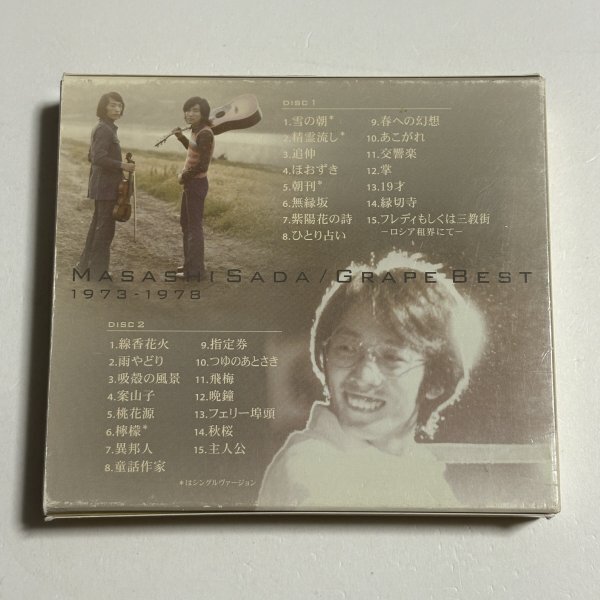 DISC 1
1.雪の朝*
2.精霊流し*
3.追伸
4.ほおずき
5.朝刊*
6.無縁坂
7.紫陽花の詩
8.ひとり占い
9.春への幻想
10.あこがれ
11.交響楽
12.掌
13.19才
14.縁切寺
15.フレディもしくは三教街
－ロシア租界にて－
MASASHI SADA / GRAPE BEST
1973-1978
DISC 2
1.線香花火
2.雨やどり
3.吸殻の風景
4.案山子
5.桃花源
6.檸檬*
7.異邦人
8.童話作家
9.指定券
10.つゆのあとさき
11.飛梅
12.晩鐘
13.フェリー埠頭
14.秋桜
15.主人公
*はシングルヴァージョン